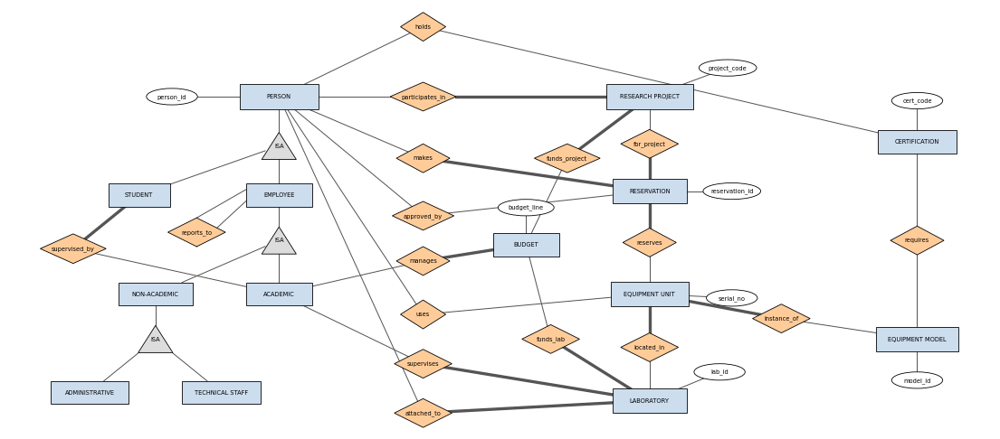 holds
project_code
person_id
PERSON
participates_in
RESEARCH PROJECT
cert_code
ISA
for_project
CERTIFICATION
makes
funds_project
STUDENT
EMPLOYEE
RESERVATION
reservation_id
budget_line
approved_by
reports_to
ISA
requires
supervised_by
BUDGET
reserves
manages
NON-ACADEMIC
ACADEMIC
EQUIPMENT UNIT
serial_no
uses
instance_of
ISA
funds_lab
located_in
EQUIPMENT MODEL
supervises
lab_id
model_id
ADMINISTRATIVE
TECHNICAL STAFF
LABORATORY
attached_to